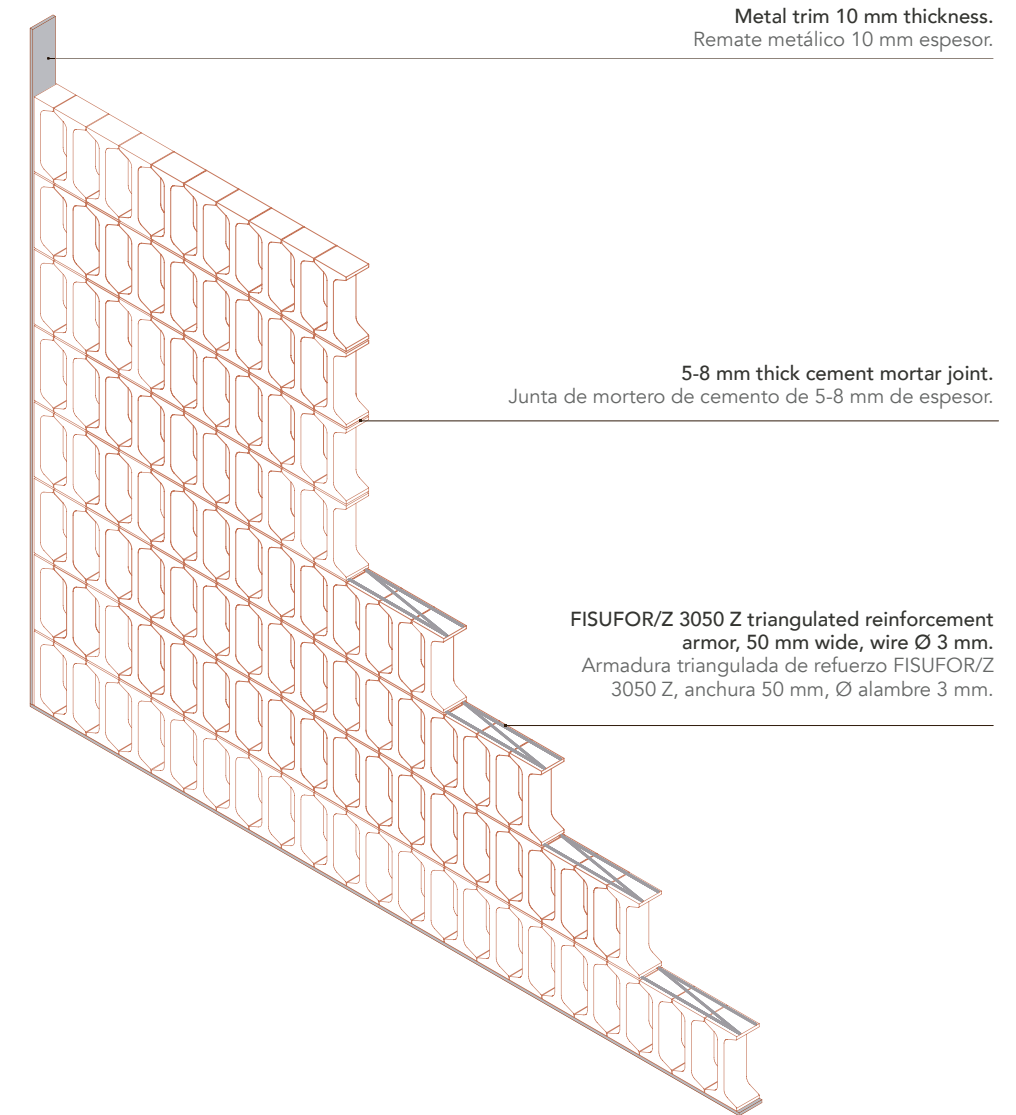 Metal trim 10 mm thickness.
Remate metálico 10 mm espesor.
5-8 mm thick cement mortar joint.
Junta de mortero de cemento de 5-8 mm de espesor.
FISUFOR/Z 3050 Z triangulated reinforcement
armor, 50 mm wide, wire Ø 3 mm.
Armadura triangulada de refuerzo FISUFOR/Z
3050 Z, anchura 50 mm, Ø alambre 3 mm.